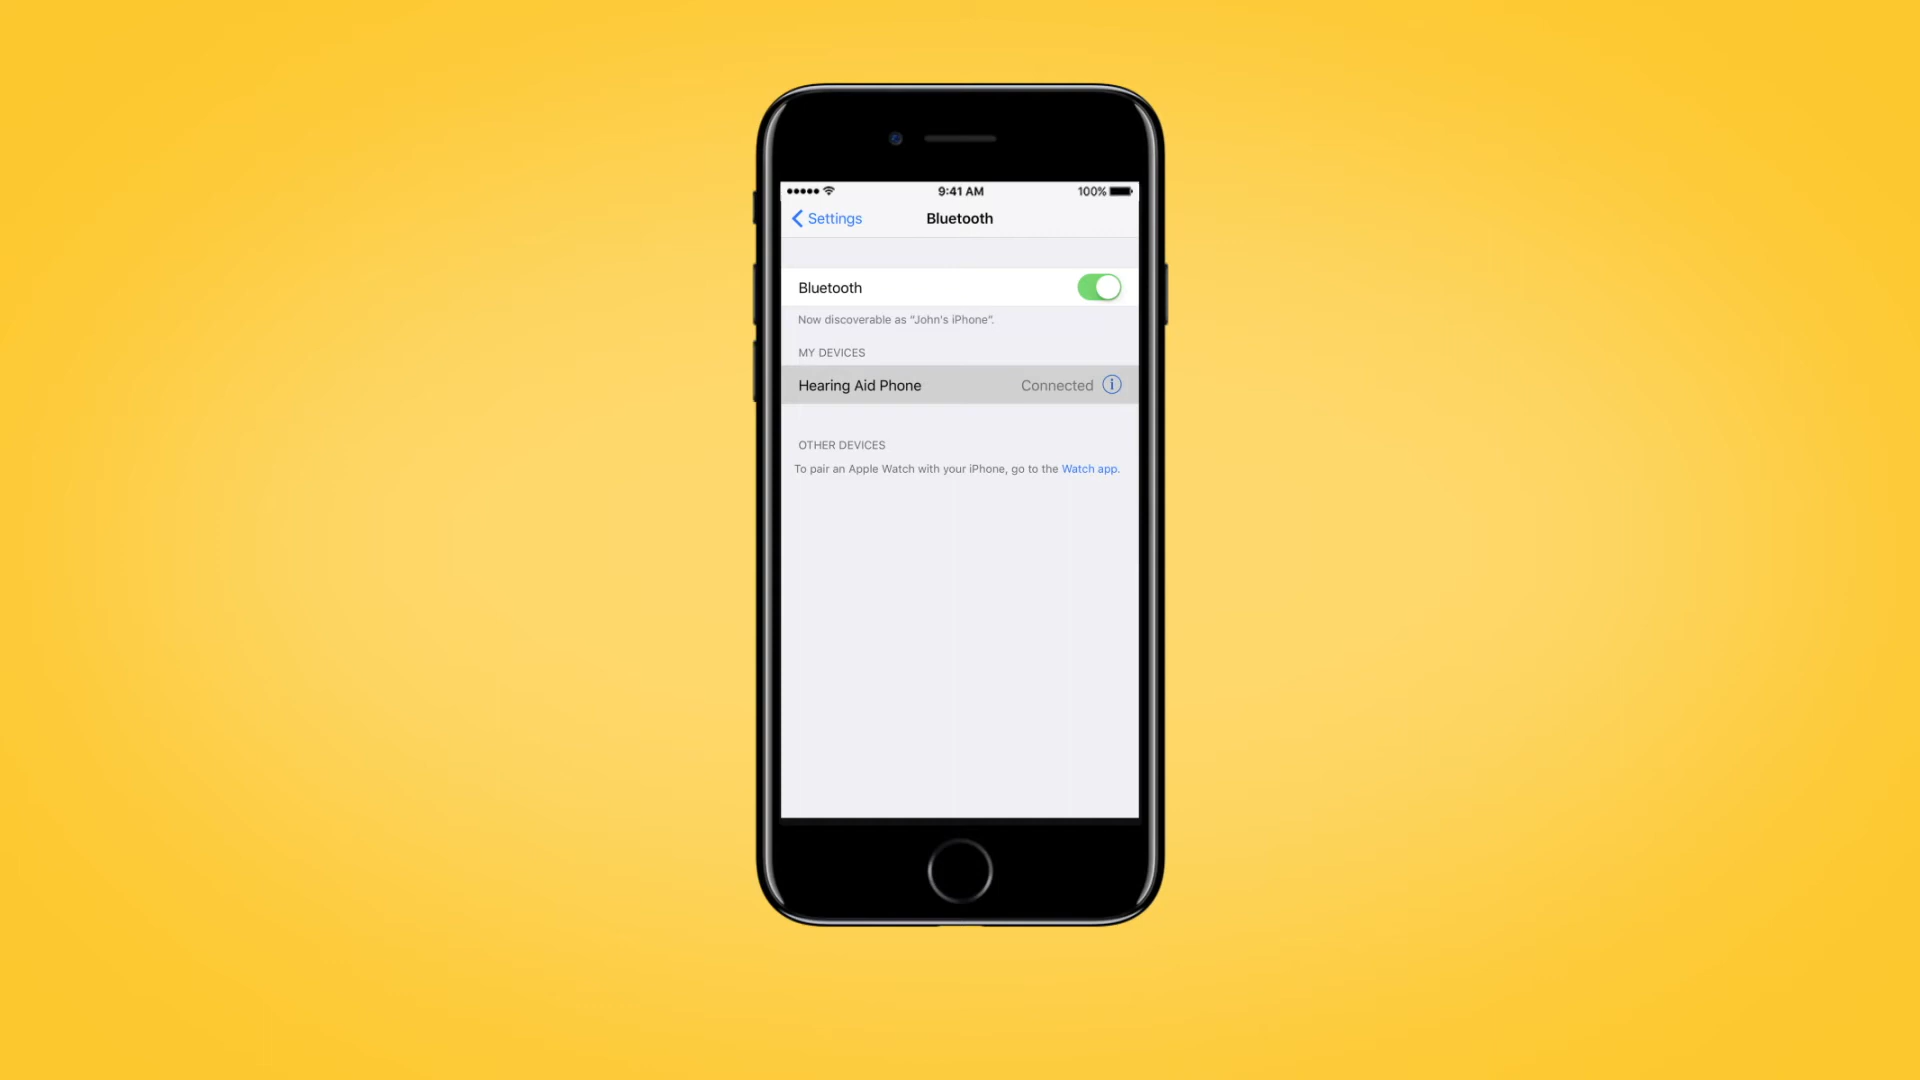 9:41 AM 100%
Settings Bluetooth
Bluetooth
Now discoverable as “John's iPhone”.
MY DEVICES
Hearing Aid Phone Connected
OTHER DEVICES
To pair an Apple Watch with your iPhone, go to the Watch app.